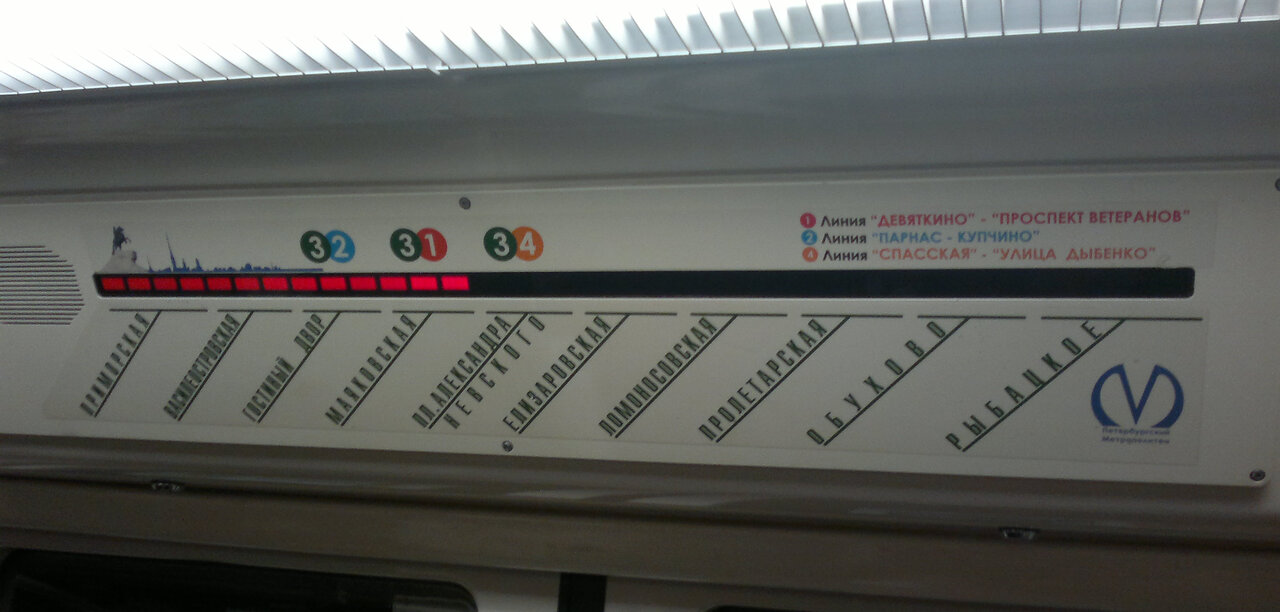 1 Линия "ДЕВЯТКИНО" - "ПРОСПЕКТ ВЕТЕРАНОВ"
3 2
3 1
3 4
2 Линия "ПАРНАС - КУПЧИНО"
4 Линия "СПАССКАЯ" - "УЛИЦА ДЫБЕНКО"
ПРИМОРСКАЯ
ВАСИЛЕОСТРОВСКАЯ
ГОСТИНЫЙ ДВОР
МАЯКОВСКАЯ
ПЛ.АЛЕКСАНДРА
НЕВСКОГО
ЕЛИЗАРОВСКАЯ
ЛОМОНОСОВСКАЯ
ПРОЛЕТАРСКАЯ
ОБУХОВО
РЫБАЦКОЕ
Петербургский
Метрополитен